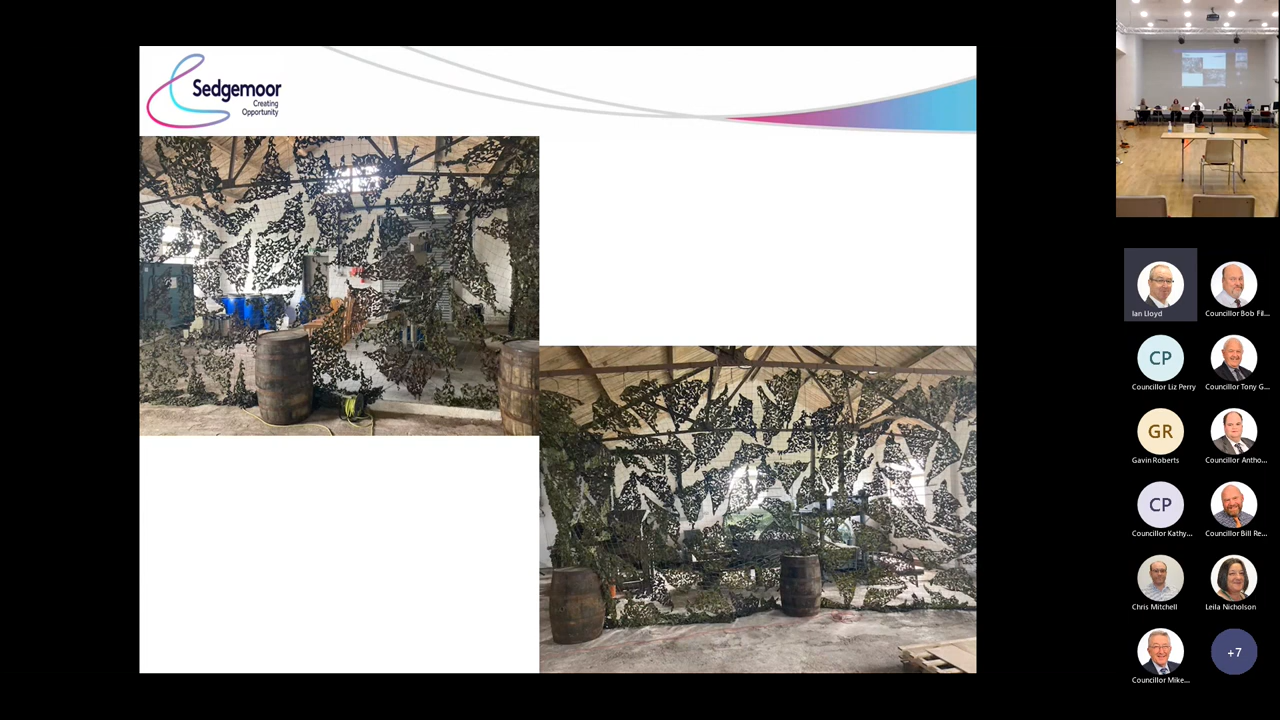 Sedgemoor
Creating
Opportunity
Ian Lloyd
Councillor Bob Fil...
CP
Councillor Liz Perry
Councillor Tony G...
GR
Gavin Roberts
Councillor Antho...
CP
Councillor Kathy...
Councillor Bill Re...
Chris Mitchell
Leila Nicholson
Councillor Mike...
+7